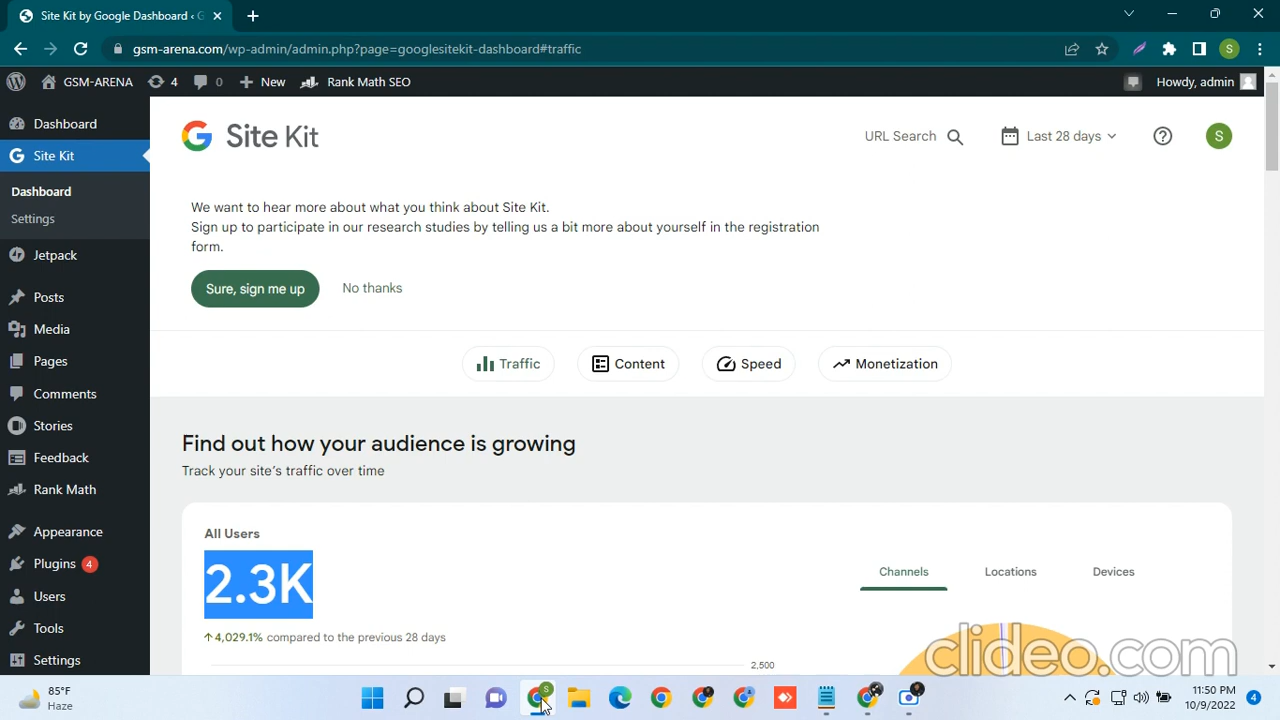 Site Kit by Google Dashboard ‹ G
gsm-arena.com/wp-admin/admin.php?page=googlesitekit-dashboard#traffic
S
GSM-ARENA
4
0
New
Rank Math SEO
Howdy, admin
Dashboard
Site Kit
Dashboard
Settings
Jetpack
Posts
Media
Pages
Comments
Stories
Feedback
Rank Math
Appearance
Plugins 4
Users
Tools
Settings
Site Kit
URL Search
Last 28 days
S
We want to hear more about what you think about Site Kit.
Sign up to participate in our research studies by telling us a bit more about yourself in the registration
form.
Sure, sign me up
No thanks
Traffic
Content
Speed
Monetization
Find out how your audience is growing
Track your site's traffic over time
All Users
2.3K
↑4,029.1% compared to the previous 28 days
2,500
Channels
Locations
Devices
clideo.com
85°F
Haze
S
11:50 PM
10/9/2022
4